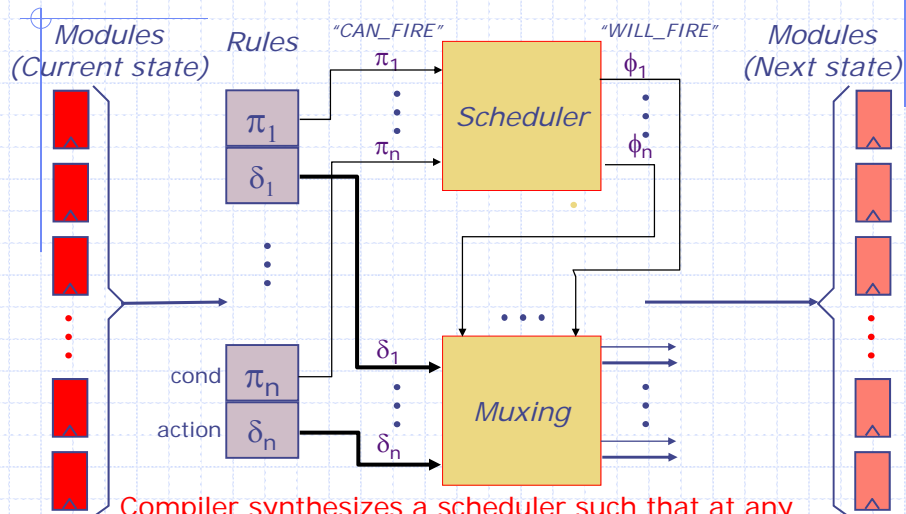 Modules
(Current state)
Rules
"CAN_FIRE"
"WILL_FIRE"
Modules
(Next state)
π1
πn
Scheduler
ϕ1
ϕn
π1
δ1
cond πn
action δn
δ1
δn
Muxing
Compiler synthesizes a scheduler such that at any